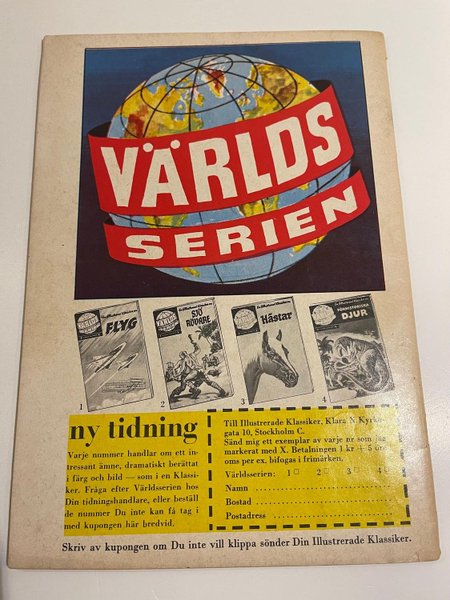 VÄRLDS
SERIEN
FLYG
SJÖ
RÖVARE
Hästar
FÖRHISTORISKA
DJUR
1
2
3
4
ny tidning
Varje nummer handlar om ett in-
tressant ämne, dramatiskt berättat
i färg och bild — som i en Klassi-
ker. Fråga efter Världsserien hos
Din tidningshandlare, eller beställ
de nummer Du inte kan få tag i
med kupongen här bredvid.
Till Illustrerade Klassiker, Klara N. Kyrko-
gata 10, Stockholm C.
Sänd mig ett exemplar av varje nr som jag
markerat med X. Betalningen 1 kr + 5 öre
oms per ex. bifogas i frimärken.
Världsserien: 1 2 3 4
Namn
Bostad
Postadress
Skriv av kupongen om Du inte vill klippa sönder Din Illustrerade Klassiker.